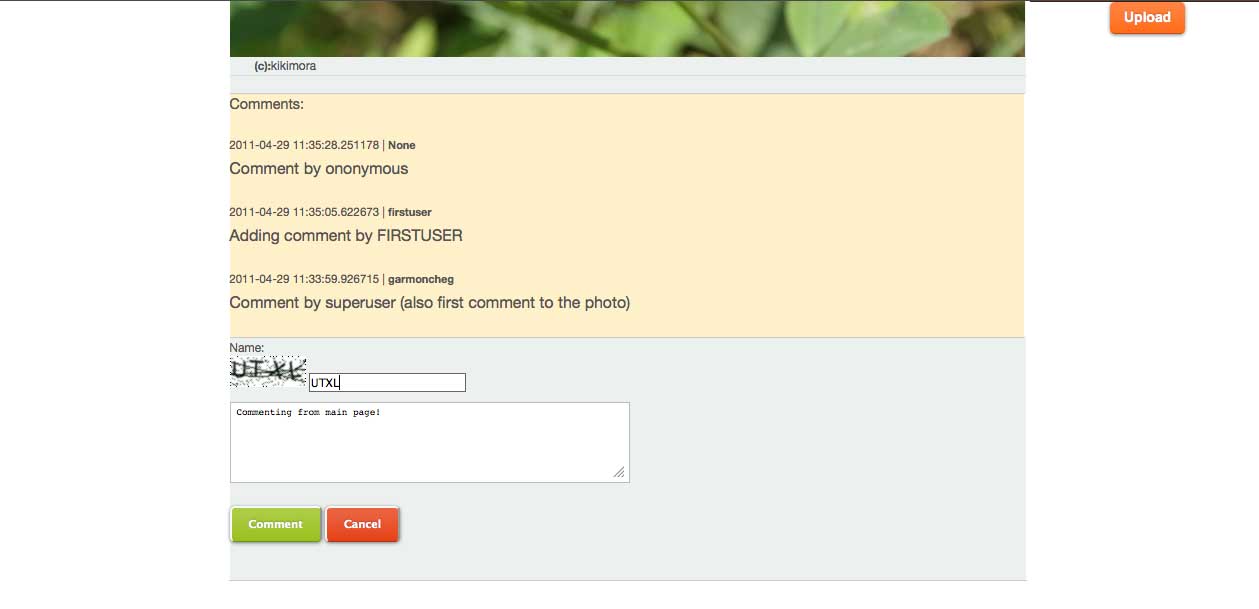 Upload
(c):kikimora
Comments:
2011-04-29 11:35:28.251178 | None
Comment by ononymous
2011-04-29 11:35:05.622673 | firstuser
Adding comment by FIRSTUSER
2011-04-29 11:33:59.926715 | garmoncheg
Comment by superuser (also first comment to the photo)
Name:
UTXL UTXL
Commenting from main page!
Comment Cancel